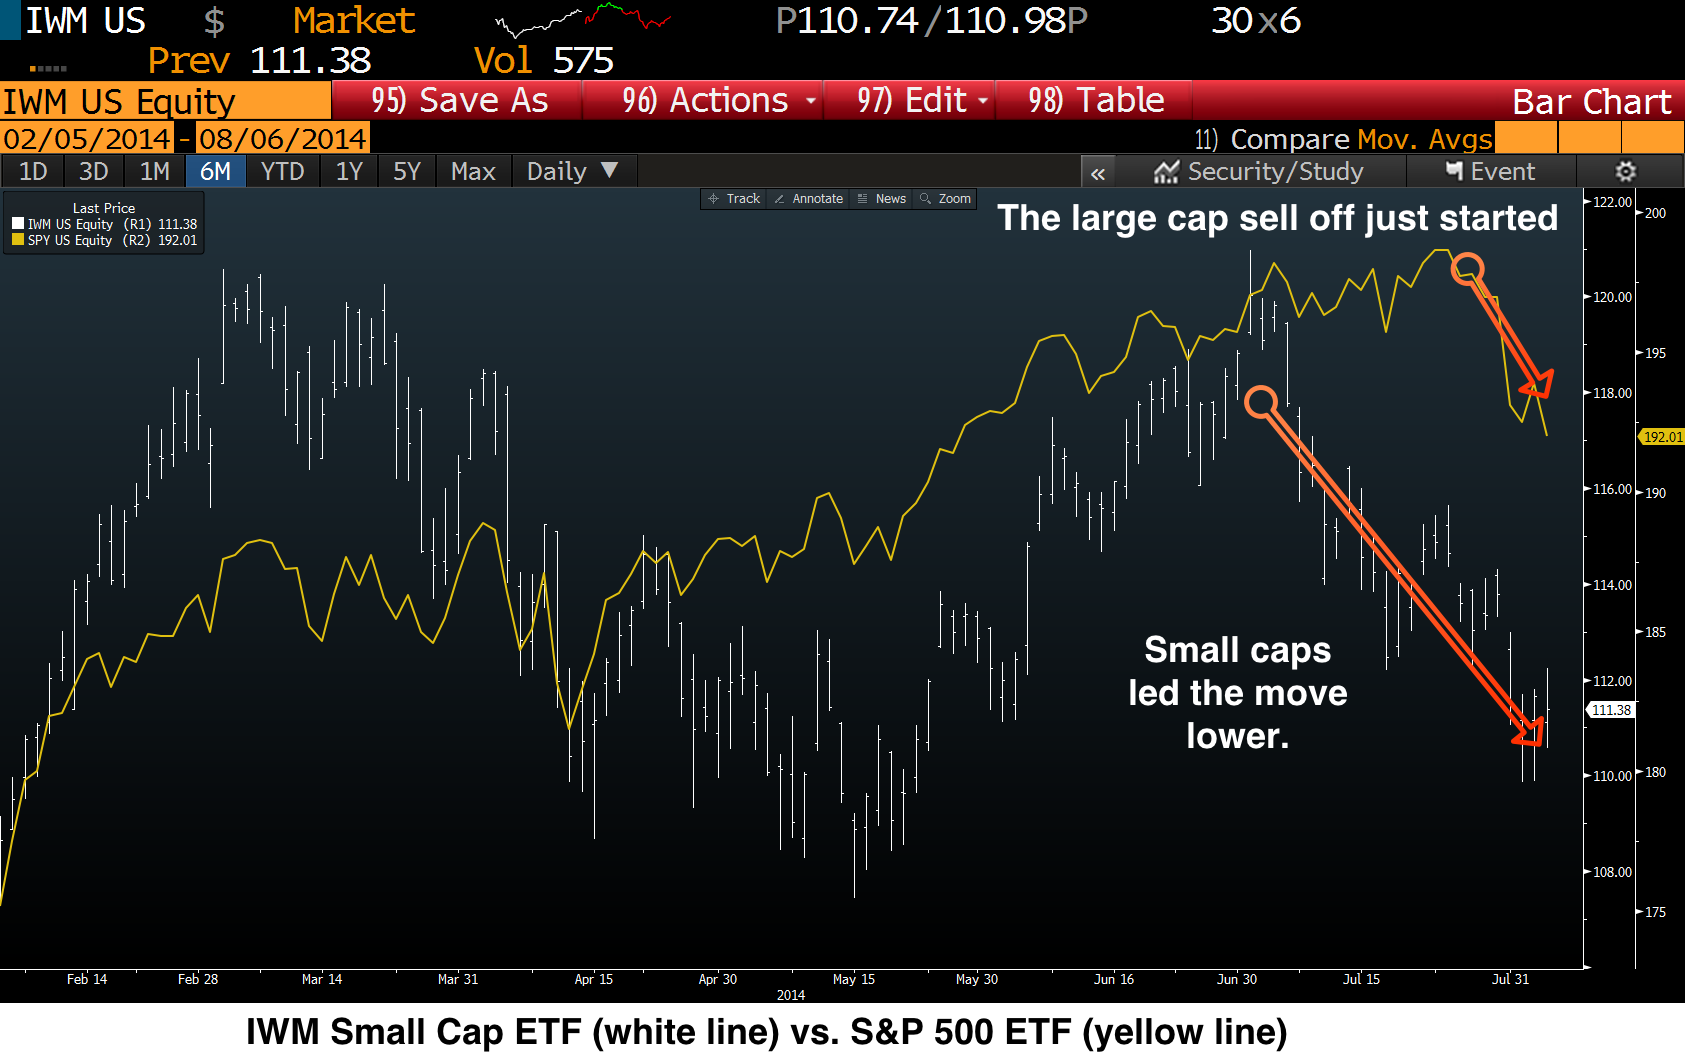 IWM US $ Market P110.74/110.98P 30x6
Prev 111.38 Vol 575
IWM US Equity 95) Save As 96) Actions 97) Edit 98) Table Bar Chart
02/05/2014 - 08/06/2014 11) Compare Mov. Avgs
1D 3D 1M 6M YTD 1Y 5Y Max Daily ▼ « Security/Study Event
Track Annotate News Zoom
Last Price
IWM US Equity (R1) 111.38
SPY US Equity (R2) 192.01
The large cap sell off just started
Small caps
led the move
lower.
122.00
120.00
118.00
116.00
114.00
112.00
111.38
110.00
108.00
200
195
192.01
190
185
180
175
Feb 14 Feb 28 Mar 14 Mar 31 Apr 15 Apr 30 May 15 May 30 Jun 16 Jun 30 Jul 15 Jul 31
2014
IWM Small Cap ETF (white line) vs. S&P 500 ETF (yellow line)